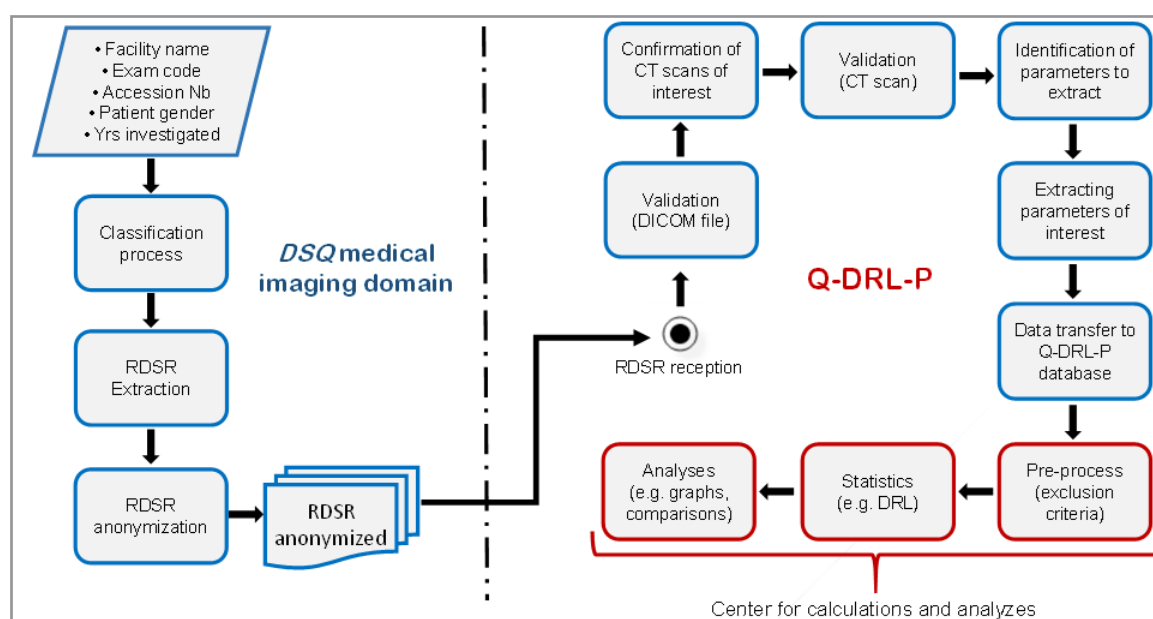 • Facility name
• Exam code
• Accession Nb
• Patient gender
• Yrs investigated
Classification
process
RDSR
Extraction
RDSR
anonymization
RDSR
anonymized
DSQ medical
imaging domain
RDSR reception
Validation
(DICOM file)
Confirmation of
CT scans of
interest
Validation
(CT scan)
Identification of
parameters to
extract
Extracting
parameters of
interest
Q-DRL-P
Data transfer to
Q-DRL-P
database
Pre-process
(exclusion
criteria)
Statistics
(e.g. DRL)
Analyses
(e.g. graphs,
comparisons)
Center for calculations and analyzes